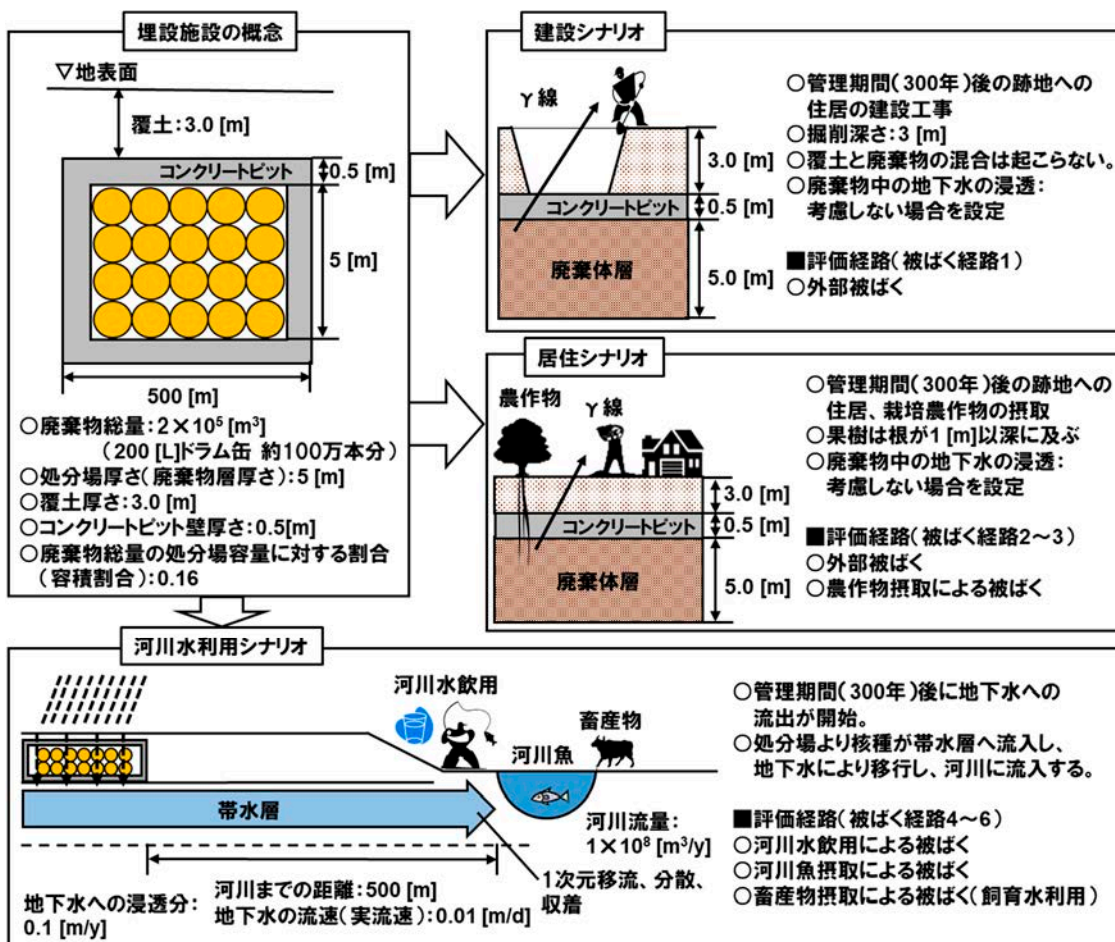 埋設施設の概念
▽地表面
覆土:3.0 [m]
コンクリートピット
0.5 [m]
5 [m]
500 [m]
○廃棄物総量:2×10⁵ [m³]
(200 [L]ドラム缶 約100万本分)
○処分場厚さ(廃棄物層厚さ):5 [m]
○覆土厚さ:3.0 [m]
○コンクリートピット壁厚さ:0.5[m]
○廃棄物総量の処分場容量に対する割合
(容積割合):0.16
建設シナリオ
γ線
3.0 [m]
コンクリートピット
0.5 [m]
廃棄体層
5.0 [m]
○管理期間(300年)後の跡地への
住居の建設工事
○掘削深さ:3 [m]
○覆土と廃棄物の混合は起こらない。
○廃棄物中の地下水の浸透:
考慮しない場合を設定
■評価経路(被ばく経路1)
○外部被ばく
居住シナリオ
農作物
γ線
3.0 [m]
コンクリートピット
0.5 [m]
廃棄体層
5.0 [m]
○管理期間(300年)後の跡地への
住居、栽培農作物の摂取
○果樹は根が1 [m]以深に及ぶ
○廃棄物中の地下水の浸透:
考慮しない場合を設定
■評価経路(被ばく経路2~3)
○外部被ばく
○農作物摂取による被ばく
河川水利用シナリオ
河川水飲用
河川魚
畜産物
帯水層
河川流量:
1×10⁸ [m³/y]
1次元移流、分散、
収着
地下水への浸透分:
0.1 [m/y]
河川までの距離:500 [m]
地下水の流速(実流速):0.01 [m/d]
○管理期間(300年)後に地下水への
流出が開始。
○処分場より核種が帯水層へ流入し、
地下水により移行し、河川に流入する。
■評価経路(被ばく経路4~6)
○河川水飲用による被ばく
○河川魚摂取による被ばく
○畜産物摂取による被ばく(飼育水利用)